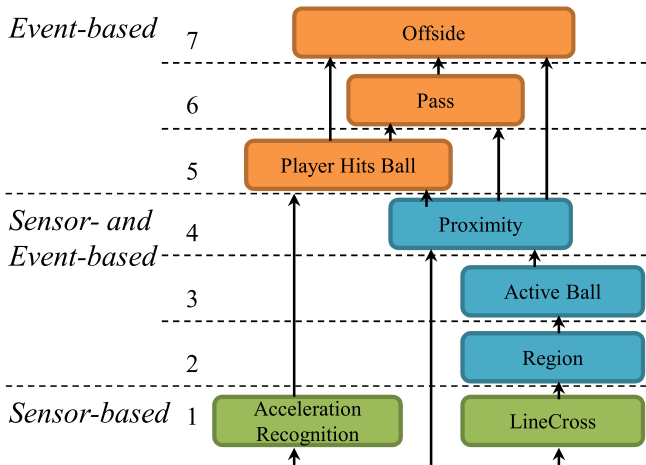 Event-based
7
Offside
6
Pass
5
Player Hits Ball
Sensor- and
Event-based
4
Proximity
3
Active Ball
2
Region
Sensor-based
1
Acceleration
Recognition
LineCross